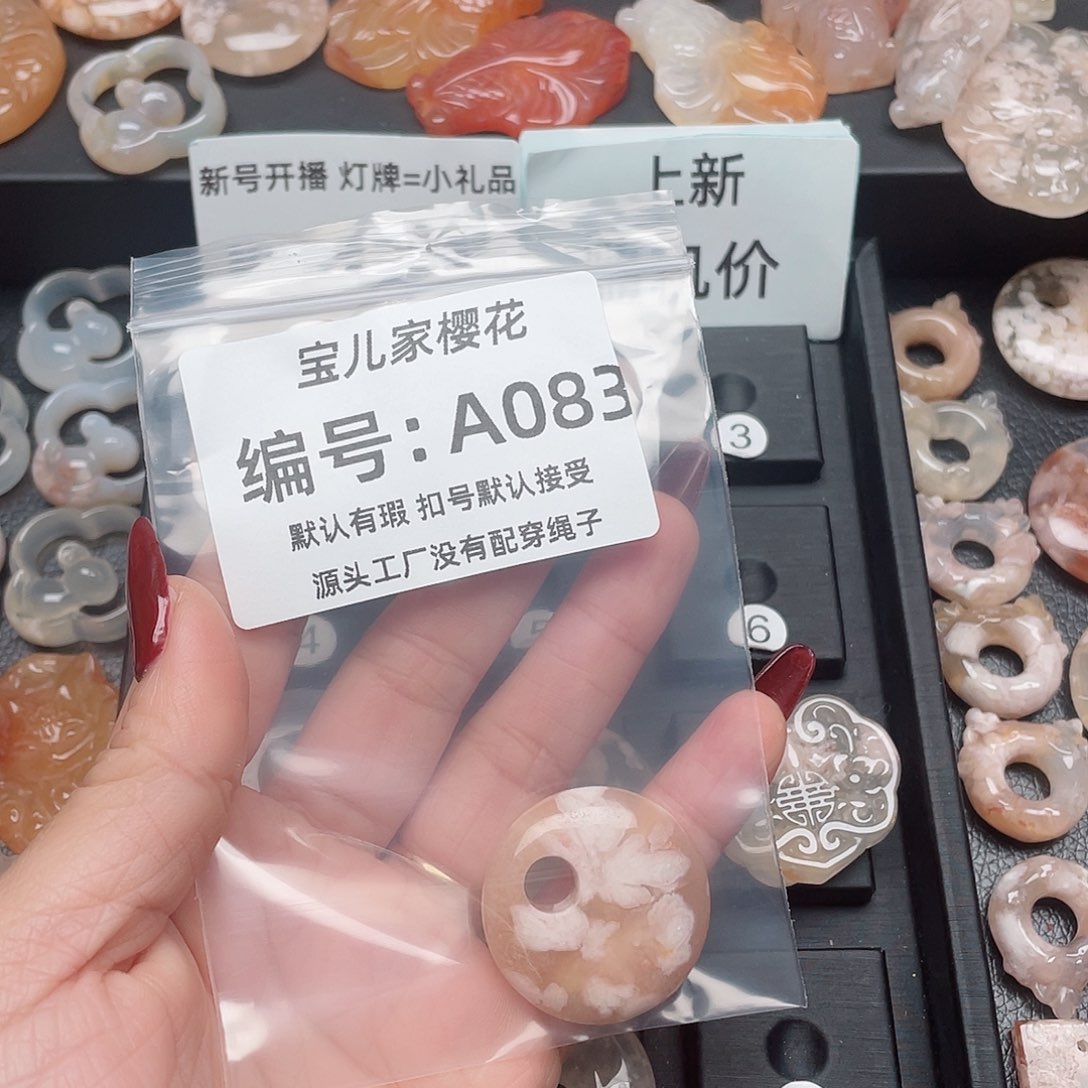 新号开播 灯牌=小礼品
上新
价
宝儿家樱花
编号:A083
默认有瑕 扣号默认接受
源头工厂没有配穿绳子
3
4
5
6